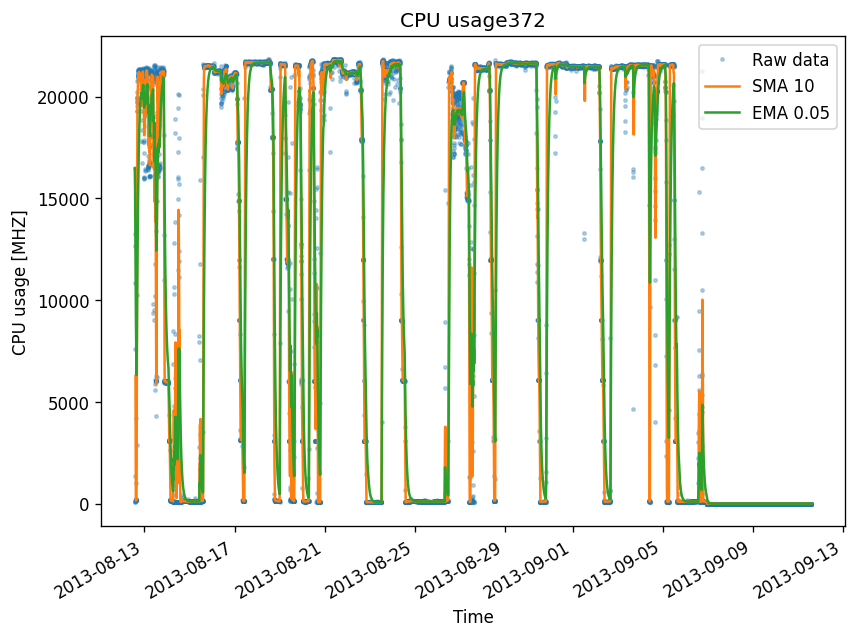 CPU usage372
Raw data
SMA 10
EMA 0.05
CPU usage [MHZ]
20000
15000
10000
5000
0
2013-08-13
2013-08-17
2013-08-21
2013-08-25
2013-08-29
2013-09-01
2013-09-05
2013-09-09
2013-09-13
Time